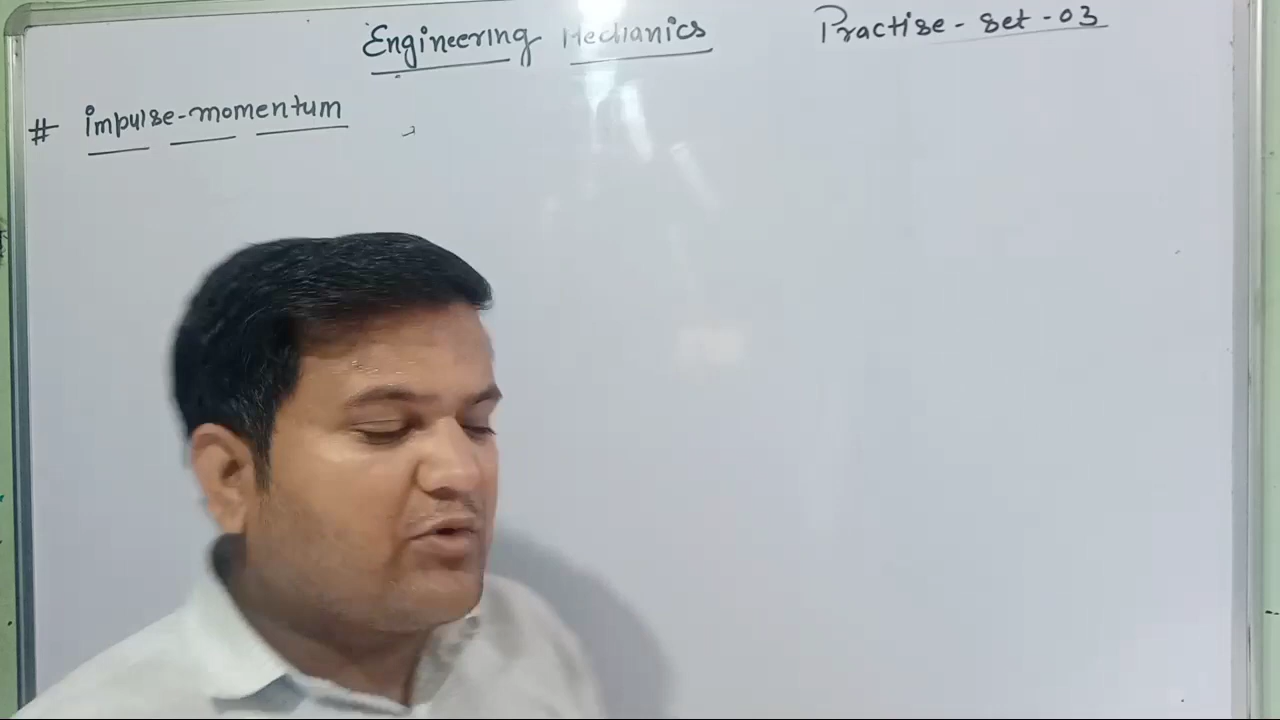 Engineering Mechanics
Practise - Set - 03
# impulse-momentum